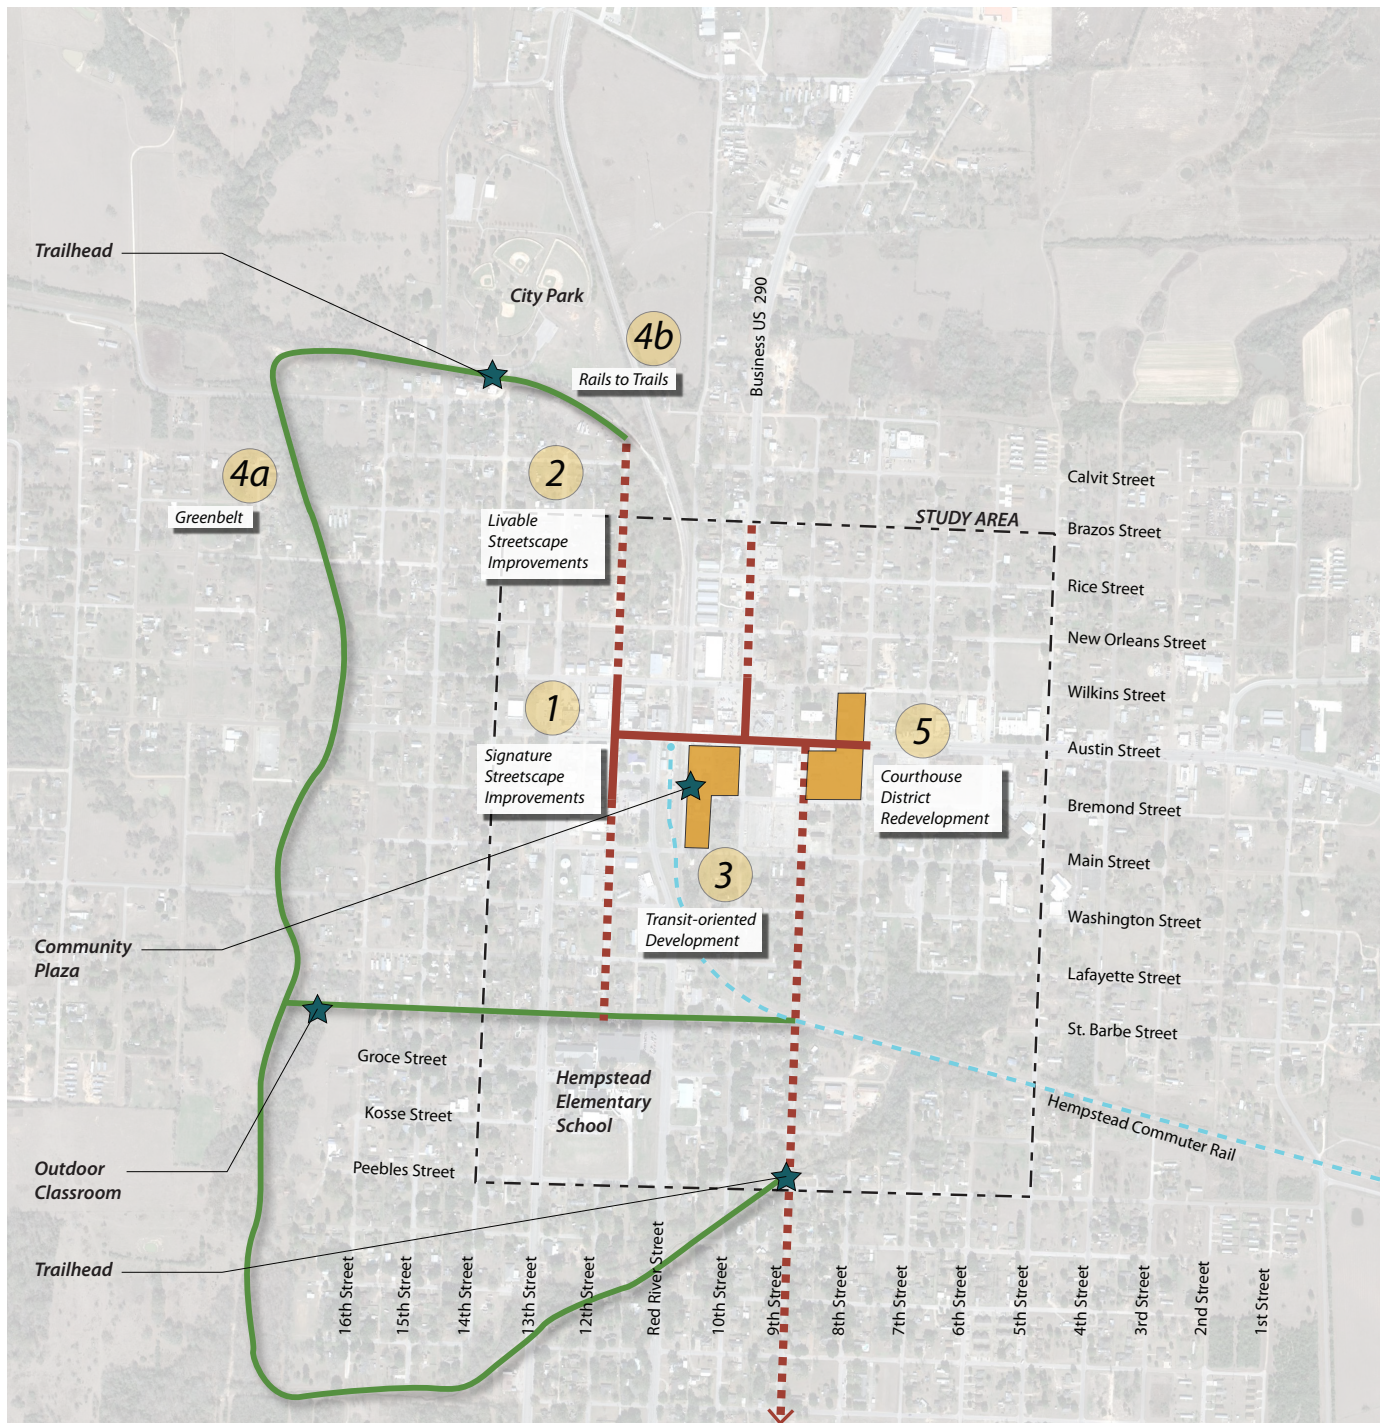 Trailhead
City Park
Business US 290
4b
Rails to Trails
4a
Greenbelt
2
Livable
Streetscape
Improvements
STUDY AREA
Calvit Street
Brazos Street
Rice Street
New Orleans Street
Wilkins Street
Austin Street
Bremond Street
Main Street
Washington Street
Lafayette Street
St. Barbe Street
1
Signature
Streetscape
Improvements
5
Courthouse
District
Redevelopment
3
Transit-oriented
Development
Community
Plaza
Groce Street
Kosse Street
Peebles Street
Hempstead
Elementary
School
Hempstead Commuter Rail
Outdoor
Classroom
Trailhead
16th Street
15th Street
14th Street
13th Street
12th Street
Red River Street
10th Street
9th Street
8th Street
7th Street
6th Street
5th Street
4th Street
3rd Street
2nd Street
1st Street